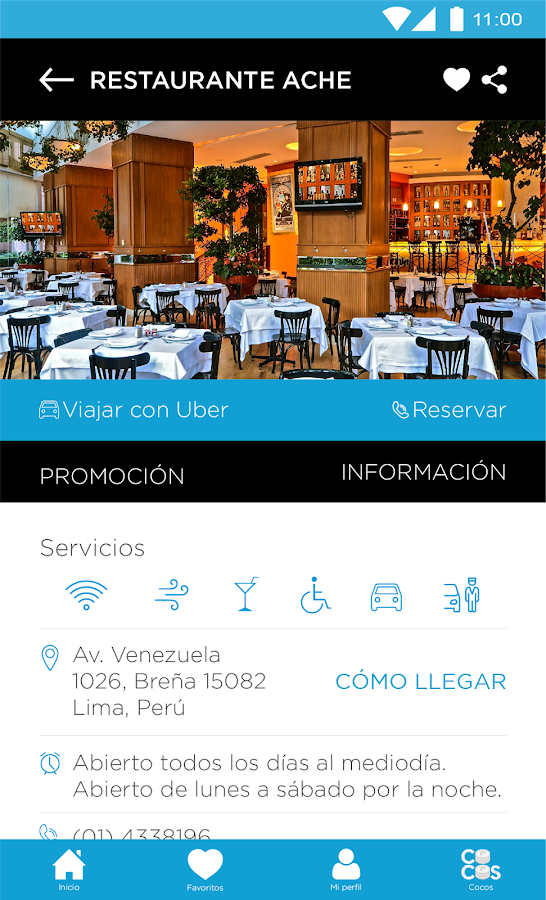 11:00
RESTAURANTE ACHE
Viajar con Uber
Reservar
PROMOCIÓN
INFORMACIÓN
Servicios
Av. Venezuela
1026, Breña 15082
Lima, Perú
CÓMO LLEGAR
Abierto todos los días al mediodía.
Abierto de lunes a sábado por la noche.
(01) 4338196
Inicio
Favoritos
Mi perfil
COCOS
Cocos